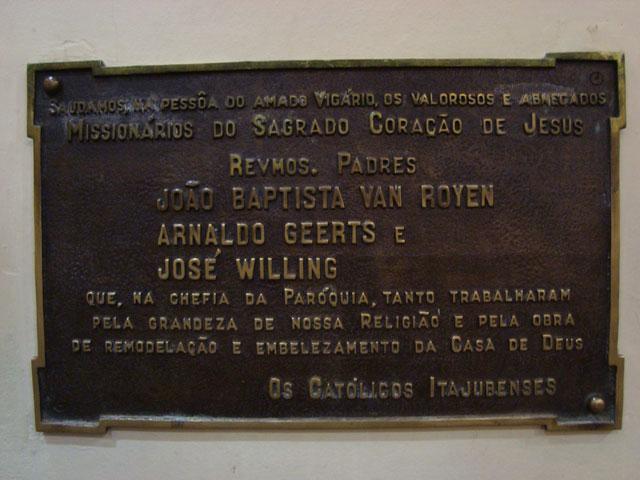 Saudamos, na pessôa do amado Vigário, os valorosos e abnegados
Missionários do Sagrado Coração de Jesus
Revmos. Padres
JOÃO BAPTISTA VAN ROYEN
ARNALDO GEERTS E
JOSÉ WILLING
que, na chefia da Paróquia, tanto trabalharam
pela grandeza de nossa Religião e pela obra
de remodelação e embelezamento da Casa de Deus
Os Católicos Itajubenses